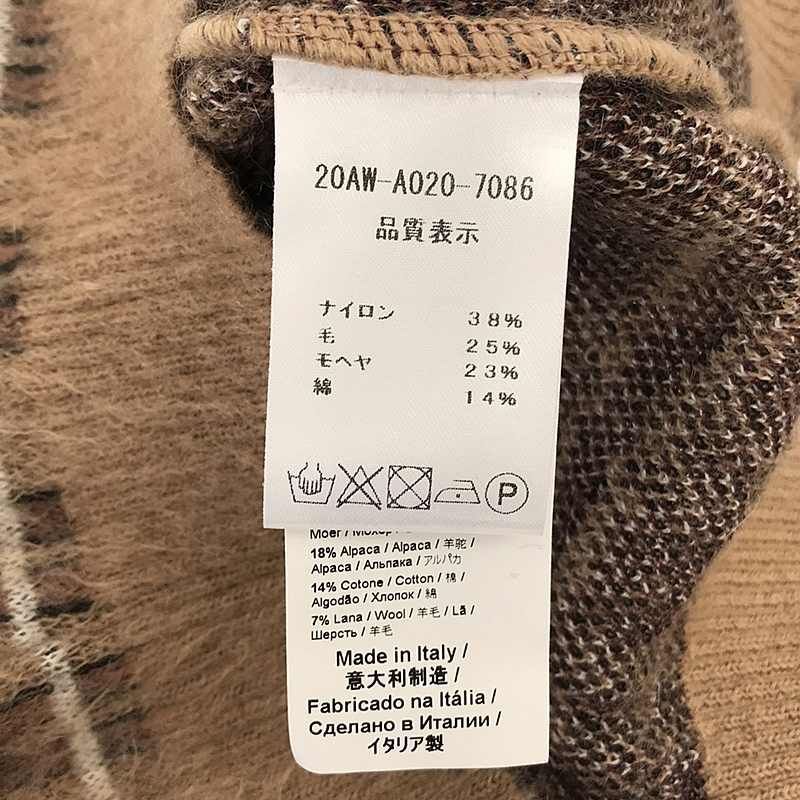 20AW-A020-7086
品質表示
ナイロン 38%
毛 25%
モヘヤ 23%
綿 14%
P
18% Alpaca / Alpaca / 羊驼 /
Alpaca / Альпака / アルパカ
14% Cotone / Cotton / 棉 /
Algodão / Хлопок / 綿
7% Lana / Wool / 羊毛 / Lã /
Шерсть / 羊毛
Made in Italy /
意大利制造 /
Fabricado na Itália /
Сделано в Италии /
イタリア製